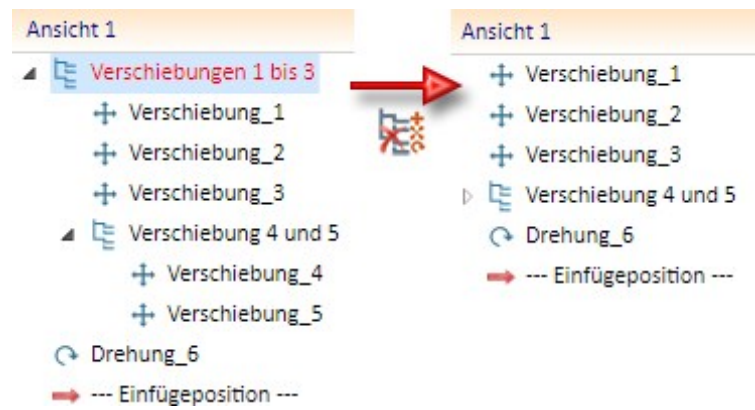 Ansicht 1
Verschiebungen 1 bis 3
Verschiebung_1
Verschiebung_2
Verschiebung_3
Verschiebung 4 und 5
Verschiebung_4
Verschiebung_5
Drehung_6
--- Einfügeposition ---
Ansicht 1
Verschiebung_1
Verschiebung_2
Verschiebung_3
Verschiebung 4 und 5
Drehung_6
--- Einfügeposition ---